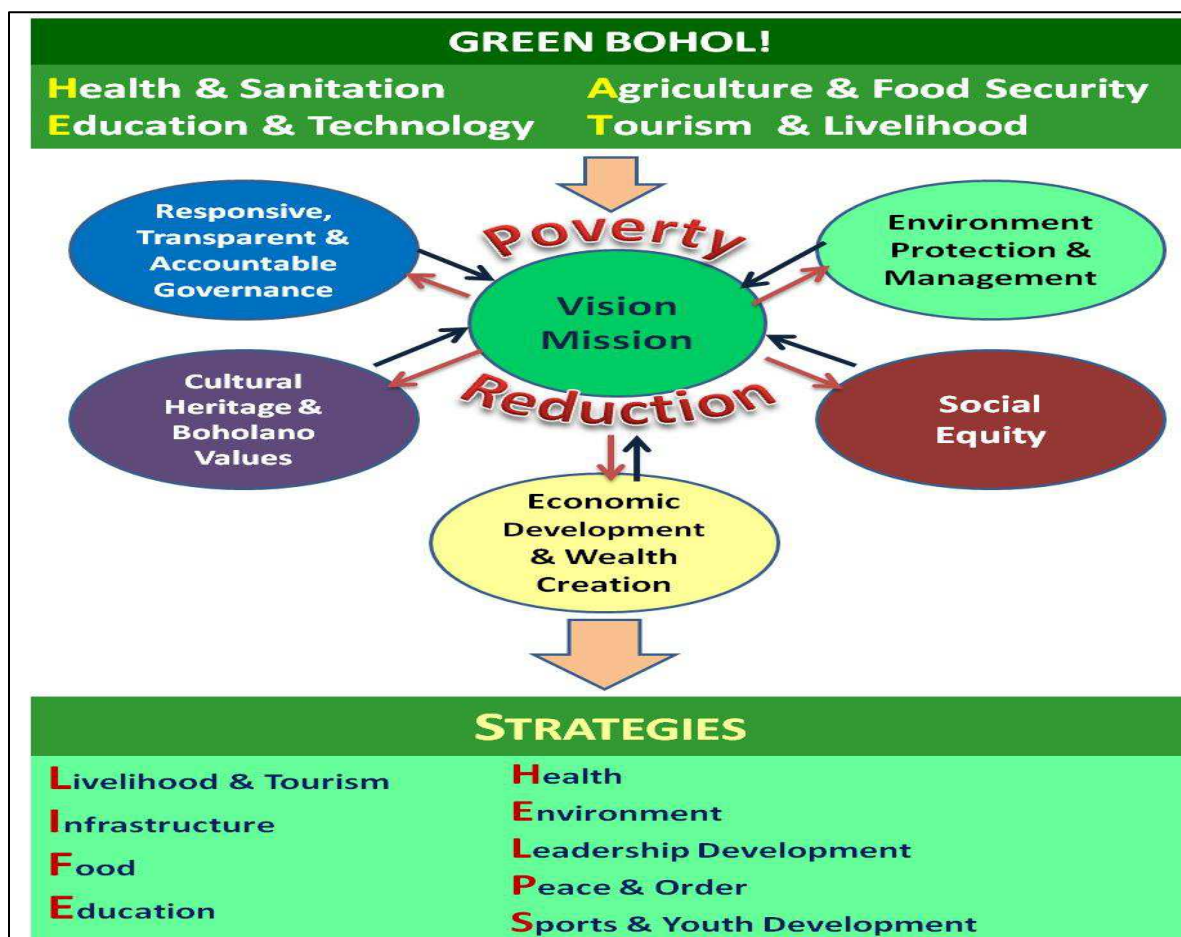 GREEN BOHOL!
Health & Sanitation
Education & Technology
Agriculture & Food Security
Tourism & Livelihood
Responsive,
Transparent &
Accountable
Governance
Poverty
Vision
Mission
Reduction
Environment
Protection &
Management
Cultural
Heritage &
Boholano
Values
Social
Equity
Economic
Development
& Wealth
Creation
STRATEGIES
Livelihood & Tourism
Infrastructure
Food
Education
Health
Environment
Leadership Development
Peace & Order
Sports & Youth Development